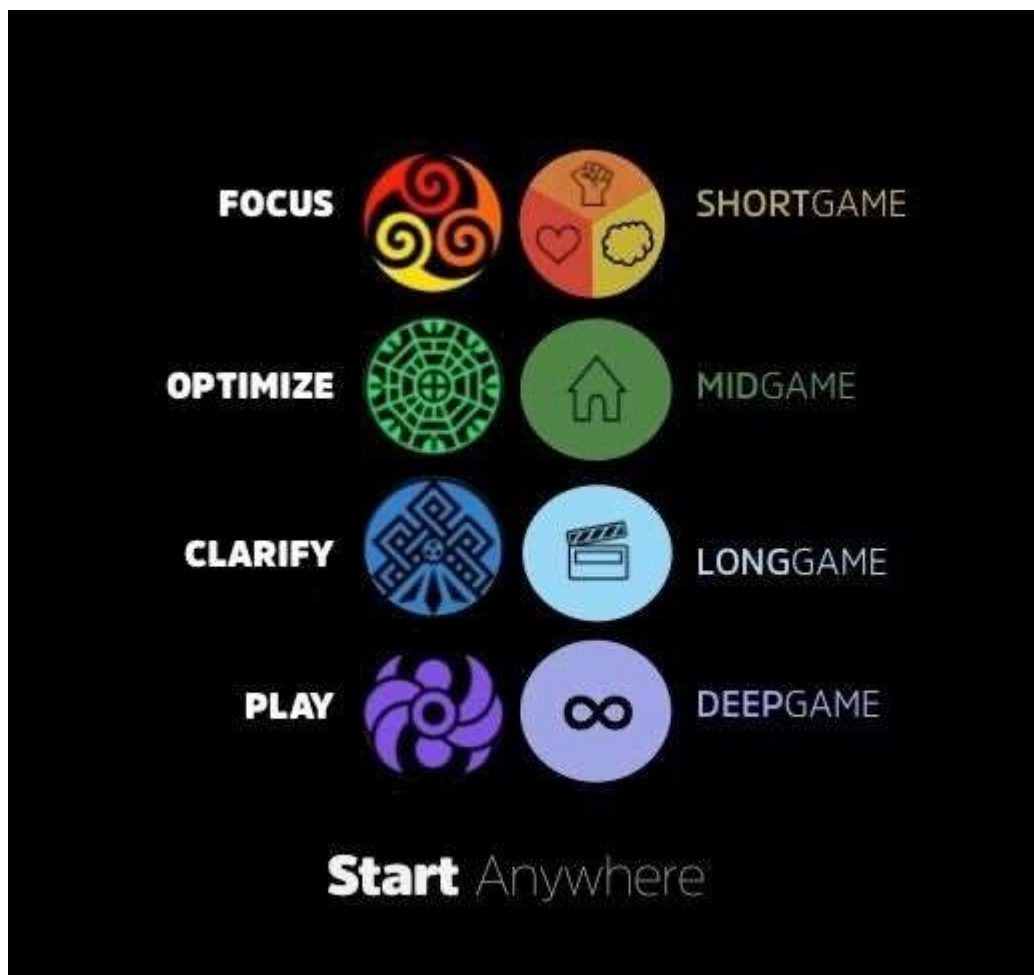 FOCUS SHORTGAME
OPTIMIZE MIDGAME
CLARIFY LONGGAME
PLAY DEEPGAME
Start Anywhere